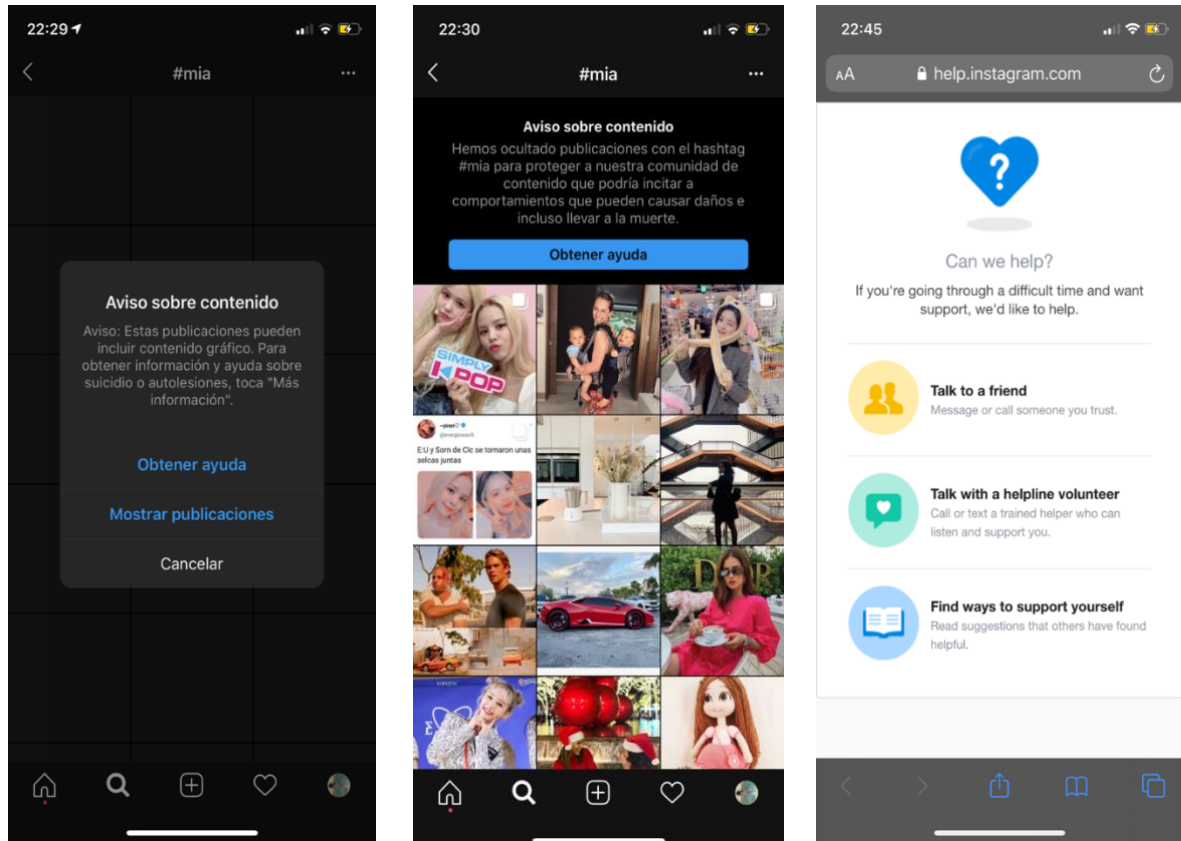 22:29
#mia
Aviso sobre contenido
Aviso: Estas publicaciones pueden
incluir contenido gráfico. Para
obtener información y ayuda sobre
suicidio o autolesiones, toca "Más
información".
Obtener ayuda
Mostrar publicaciones
Cancelar
22:30
#mia
Aviso sobre contenido
Hemos ocultado publicaciones con el hashtag
#mia para proteger a nuestra comunidad de
contenido que podría incitar a
comportamientos que pueden causar daños e
incluso llevar a la muerte.
Obtener ayuda
SIMPLY
K-POP
E:U y Sorn de Clc se tomaron unas
selcas juntas
22:45
AA
help.instagram.com
Can we help?
If you're going through a difficult time and want
support, we'd like to help.
Talk to a friend
Message or call someone you trust.
Talk with a helpline volunteer
Call or text a trained helper who can
listen and support you.
Find ways to support yourself
Read suggestions that others have found
helpful.